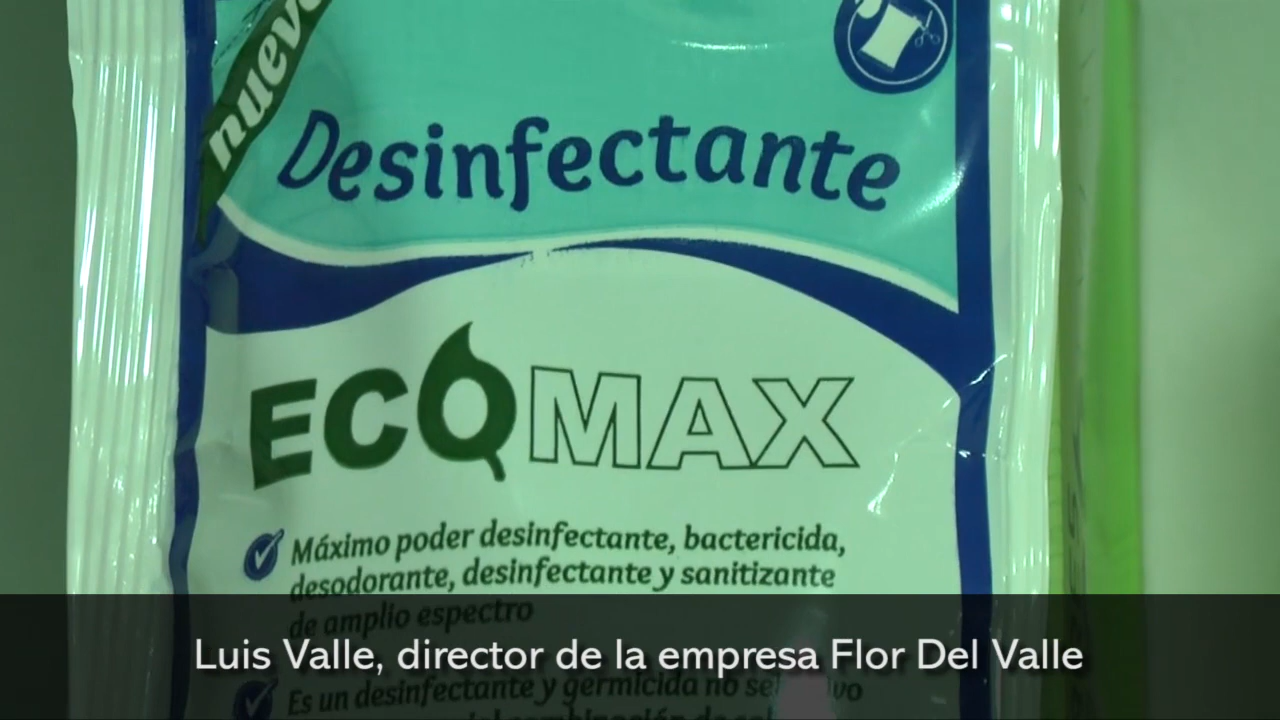 nuevo
Desinfectante
ECOMAX
Máximo poder desinfectante, bactericida,
desodorante, desinfectante y sanitizante
de amplio espectro
Luis Valle, director de la empresa Flor Del Valle
Es un desinfectante y germicida no